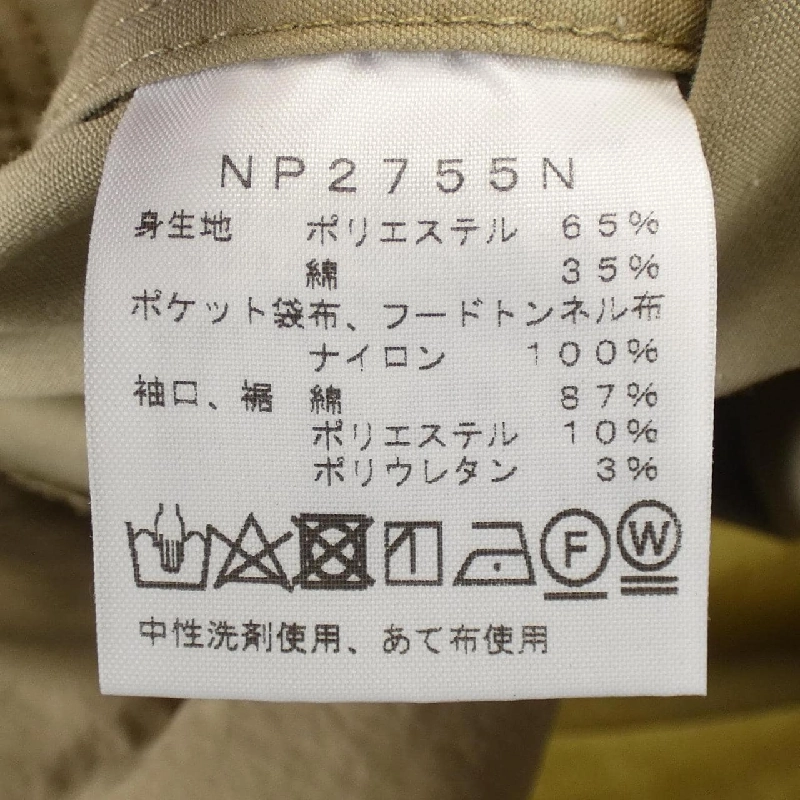 NP2755N
身生地 ポリエステル 65%
綿 35%
ポケット袋布、フードトンネル布
ナイロン 100%
袖口、裾 綿 87%
ポリエステル 10%
ポリウレタン 3%
F W
中性洗剤使用、あて布使用